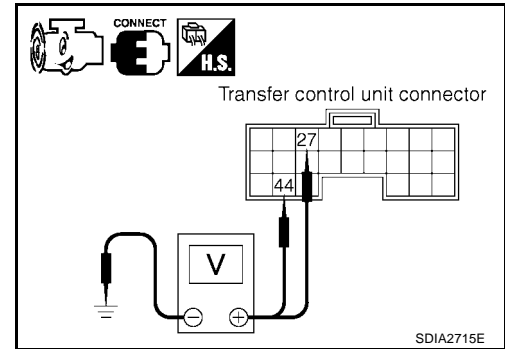 CONNECT
H.S.
Transfer control unit connector
27
44
V
− +
SDIA2715E